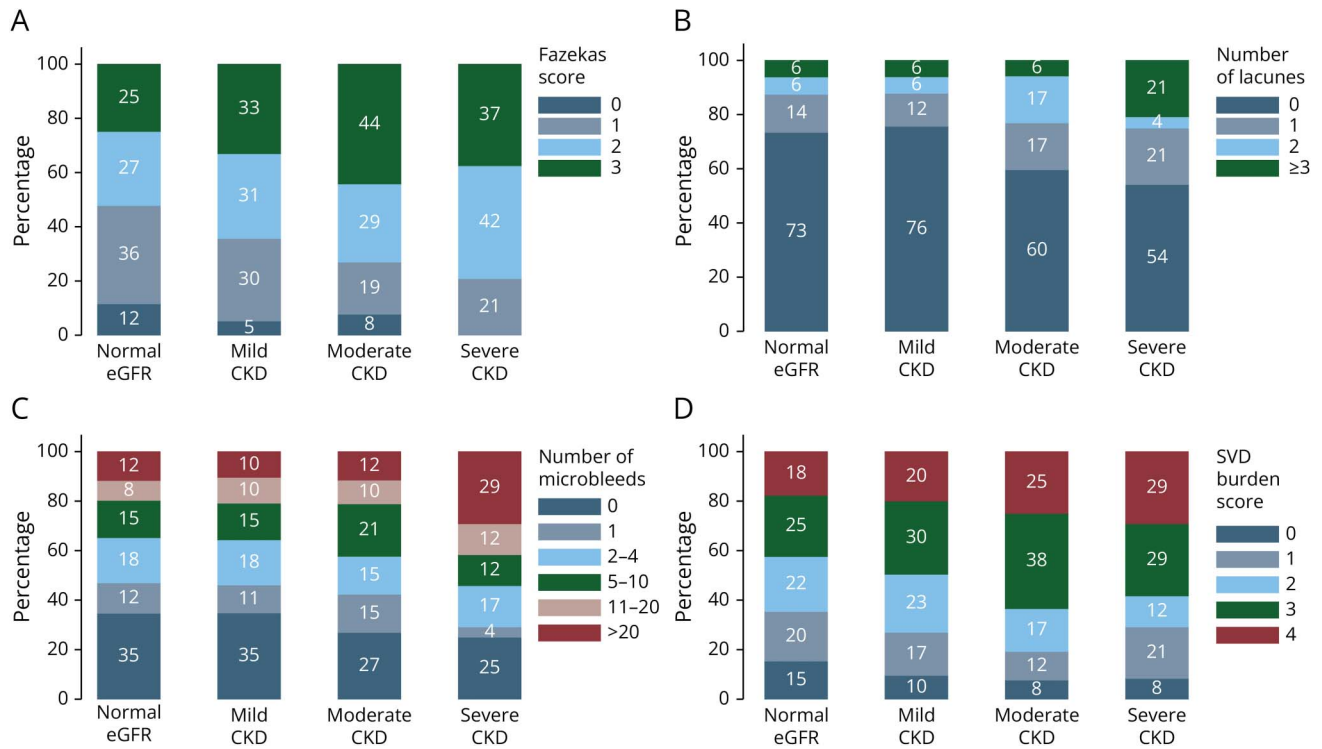 A
Percentage
100
80
60
40
20
0
25
27
36
12
33
31
30
5
44
29
19
8
37
42
21
Normal
eGFR
Mild
CKD
Moderate
CKD
Severe
CKD
Fazekas
score
0
1
2
3
B
Percentage
100
80
60
40
20
0
6
6
14
73
6
6
12
76
6
17
17
60
21
4
21
54
Normal
eGFR
Mild
CKD
Moderate
CKD
Severe
CKD
Number
of lacunes
0
1
2
≥3
C
Percentage
100
80
60
40
20
0
12
8
15
18
12
35
10
10
15
18
11
35
12
10
21
15
15
27
29
12
12
17
4
25
Normal
eGFR
Mild
CKD
Moderate
CKD
Severe
CKD
Number of
microbleeds
0
1
2–4
5–10
11–20
>20
D
Percentage
100
80
60
40
20
0
18
25
22
20
15
20
30
23
17
10
25
38
17
12
8
29
29
12
21
8
Normal
eGFR
Mild
CKD
Moderate
CKD
Severe
CKD
SVD
burden
score
0
1
2
3
4